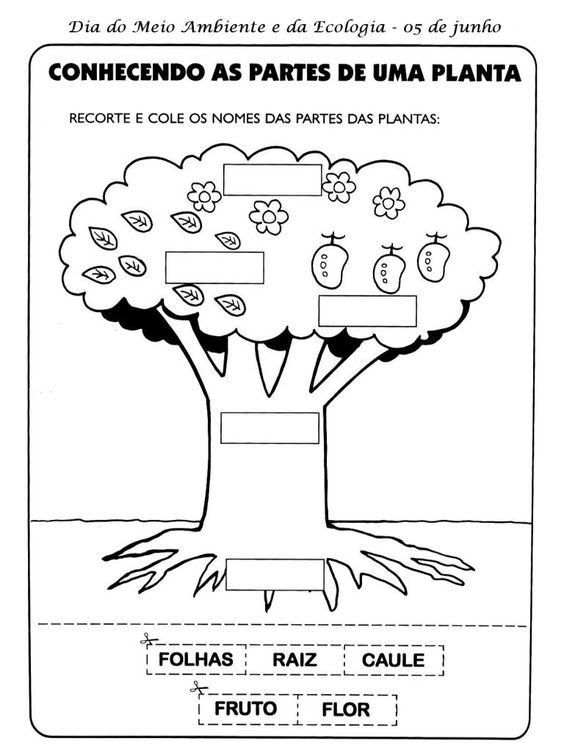 Dia do Meio Ambiente e da Ecologia - 05 de junho
CONHECENDO AS PARTES DE UMA PLANTA
RECORTE E COLE OS NOMES DAS PARTES DAS PLANTAS:
FOLHAS RAIZ CAULE
FRUTO FLOR